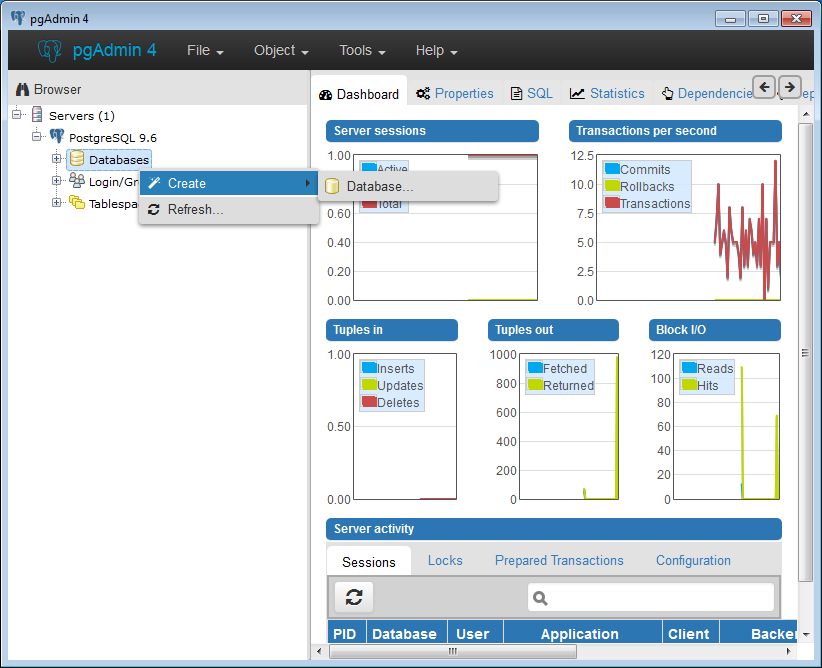 pgAdmin 4
pgAdmin 4 File Object Tools Help
Browser
Dashboard Properties SQL Statistics
Servers (1)
PostgreSQL 9.6
Databases
Login/Gr
Tablespa
Create
Refresh...
Database...
Server sessions
1.00
0.60
0.40
0.20
0.00
Active
Total
Transactions per second
12.5
10.0
7.5
5.0
2.5
0.0
Commits
Rollbacks
Transactions
Tuples in
1.00
0.50
0.00
Inserts
Updates
Deletes
Tuples out
1000
800
600
400
200
0
Fetched
Returned
Block I/O
120
100
80
60
40
20
0
Reads
Hits
Server activity
Sessions Locks Prepared Transactions Configuration
PID Database User Application Client